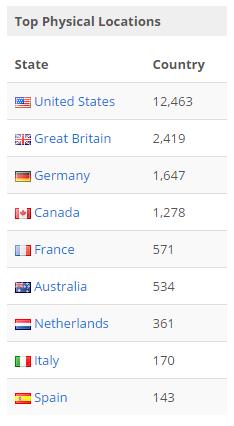 Top Physical Locations
State Country
United States 12,463
Great Britain 2,419
Germany 1,647
Canada 1,278
France 571
Australia 534
Netherlands 361
Italy 170
Spain 143